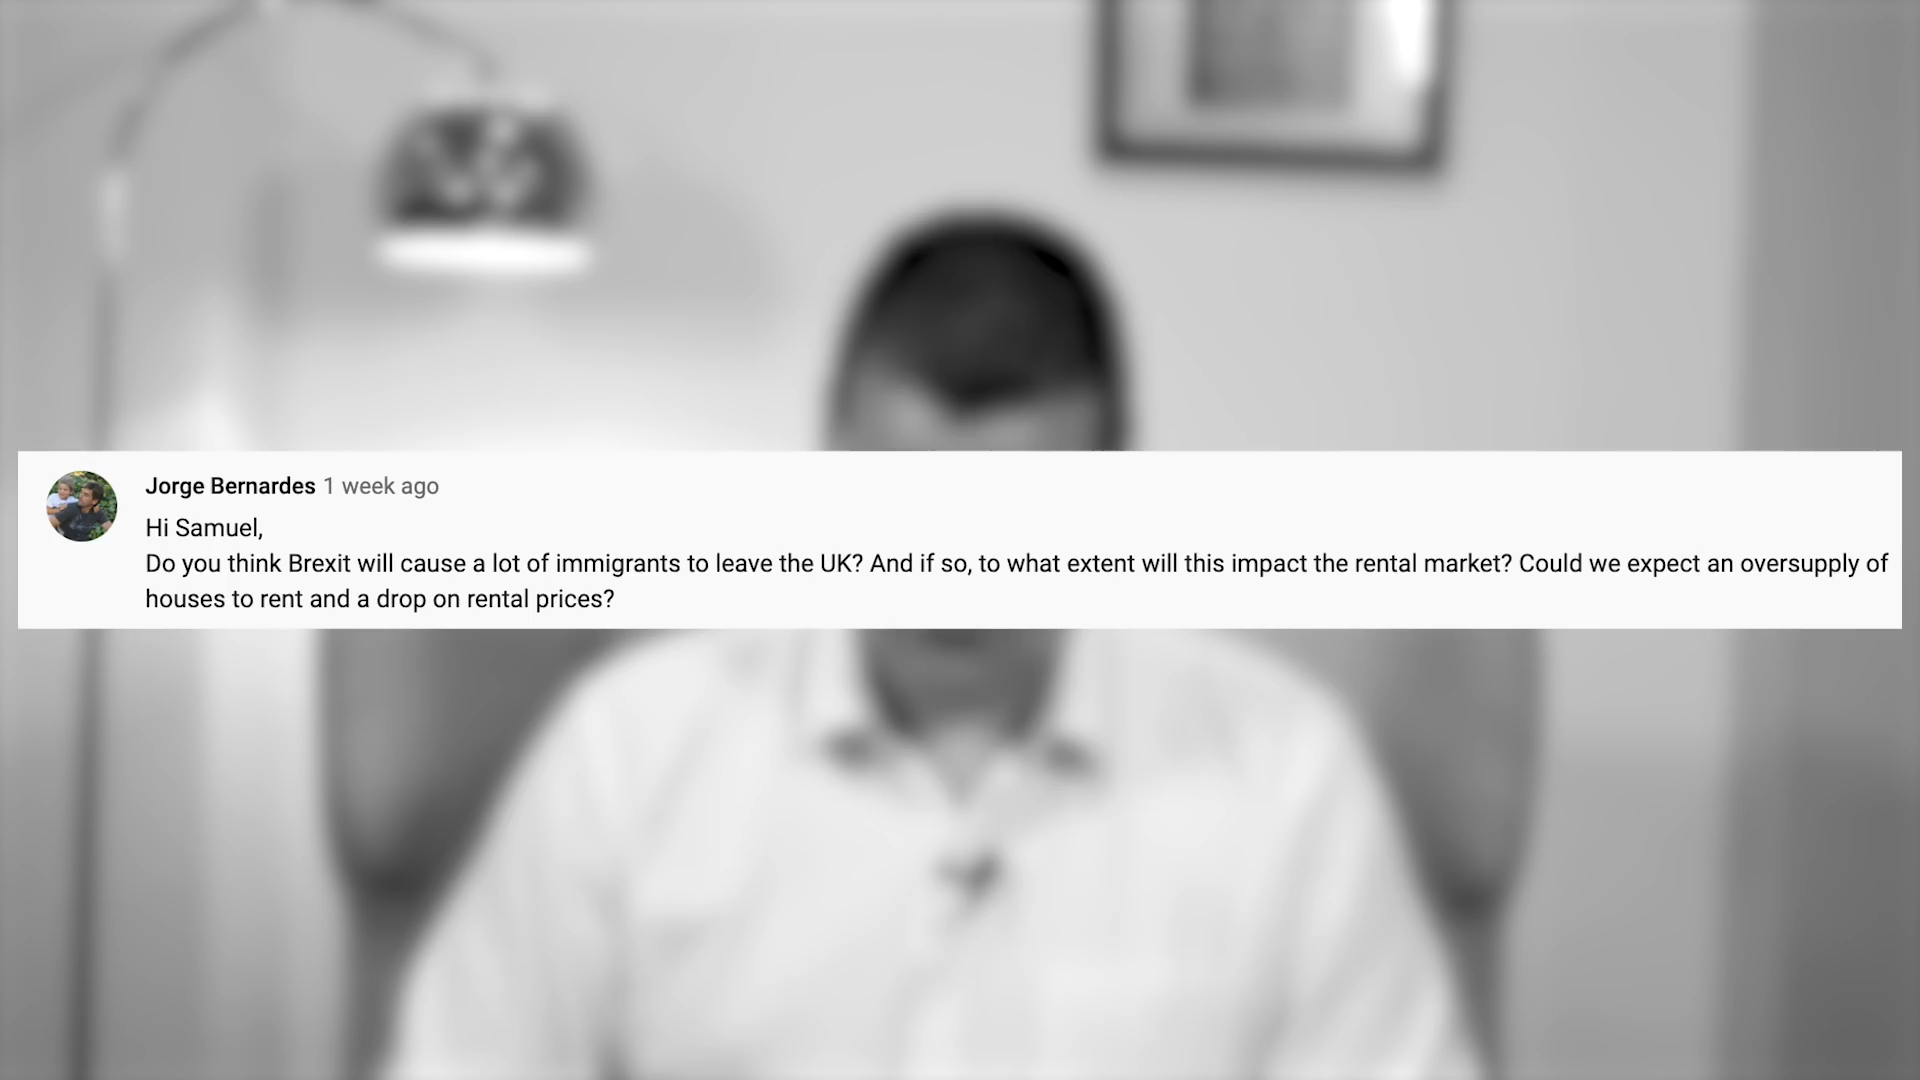 Jorge Bernardes 1 week ago
Hi Samuel,
Do you think Brexit will cause a lot of immigrants to leave the UK? And if so, to what extent will this impact the rental market? Could we expect an oversupply of
houses to rent and a drop on rental prices?